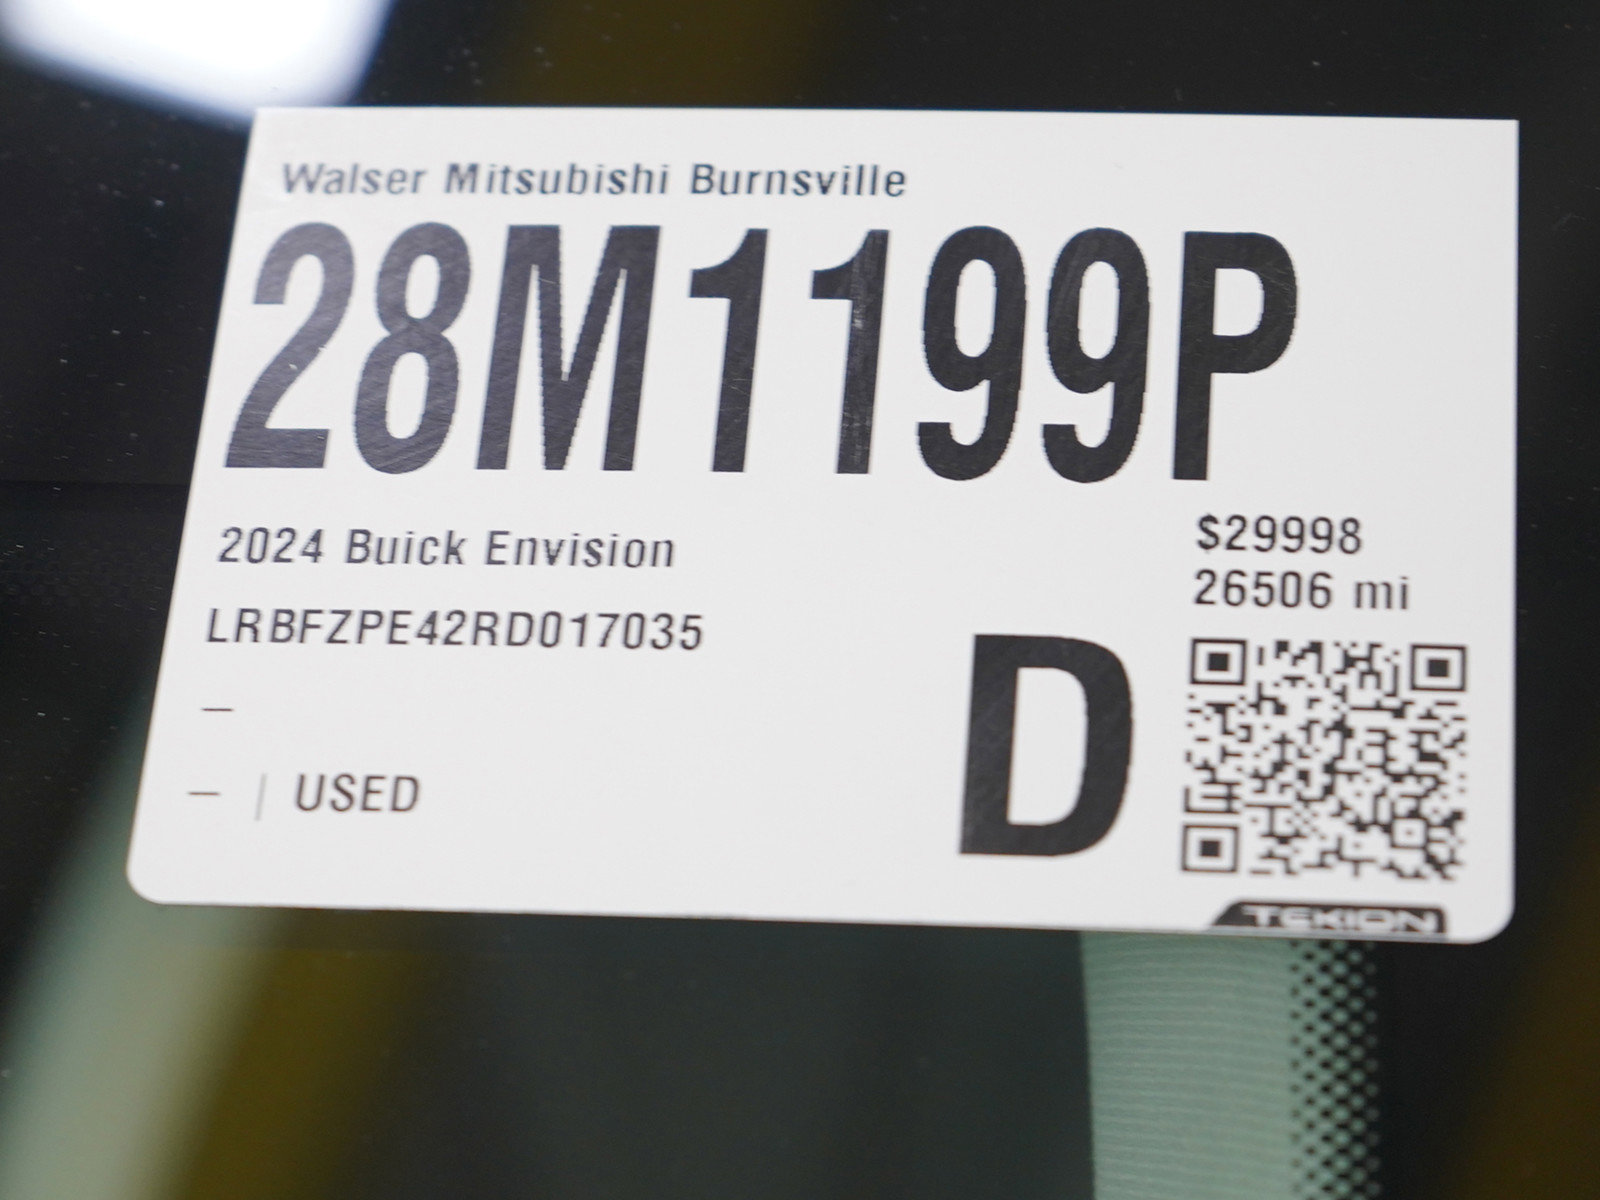 Walser Mitsubishi Burnsville
28M1199P
2024 Buick Envision
$29998
26506 mi
LRBFZPE42RD017035
–
– | USED
D
TEKION